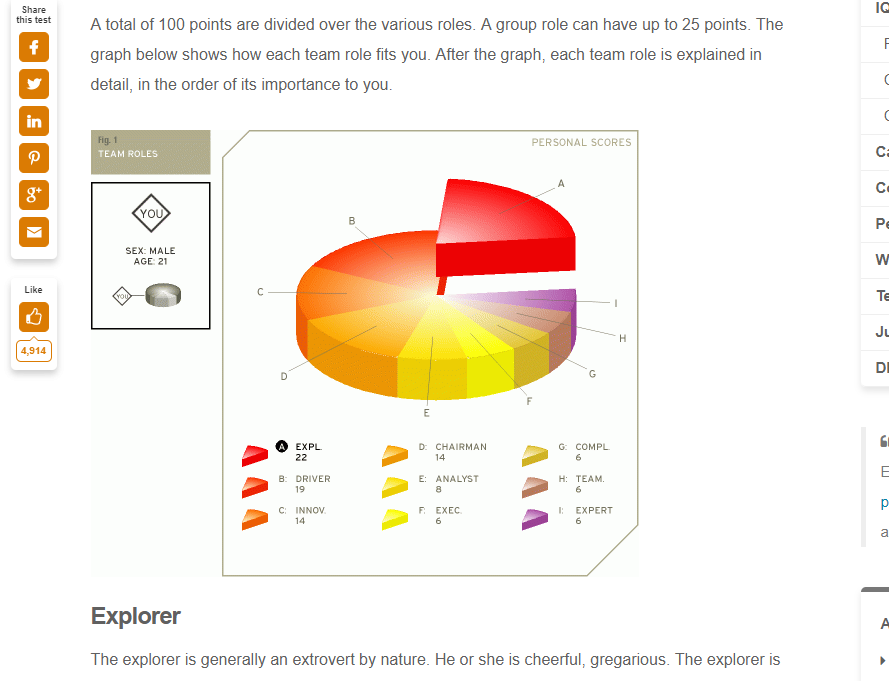 Share
this test
Like
4,914
A total of 100 points are divided over the various roles. A group role can have up to 25 points. The
graph below shows how each team role fits you. After the graph, each team role is explained in
detail, in the order of its importance to you.
Fig. 1
TEAM ROLES
YOU
SEX: MALE
AGE: 21
YOU
PERSONAL SCORES
A
B
C
D
E
F
G
H
I
A EXPL.
22
B: DRIVER
19
C: INNOV.
14
D: CHAIRMAN
14
E: ANALYST
8
F: EXEC.
6
G: COMPL.
6
H: TEAM.
6
I: EXPERT
6
Explorer
The explorer is generally an extrovert by nature. He or she is cheerful, gregarious. The explorer is
IQ
Ca
Pe
W
Te
Ju